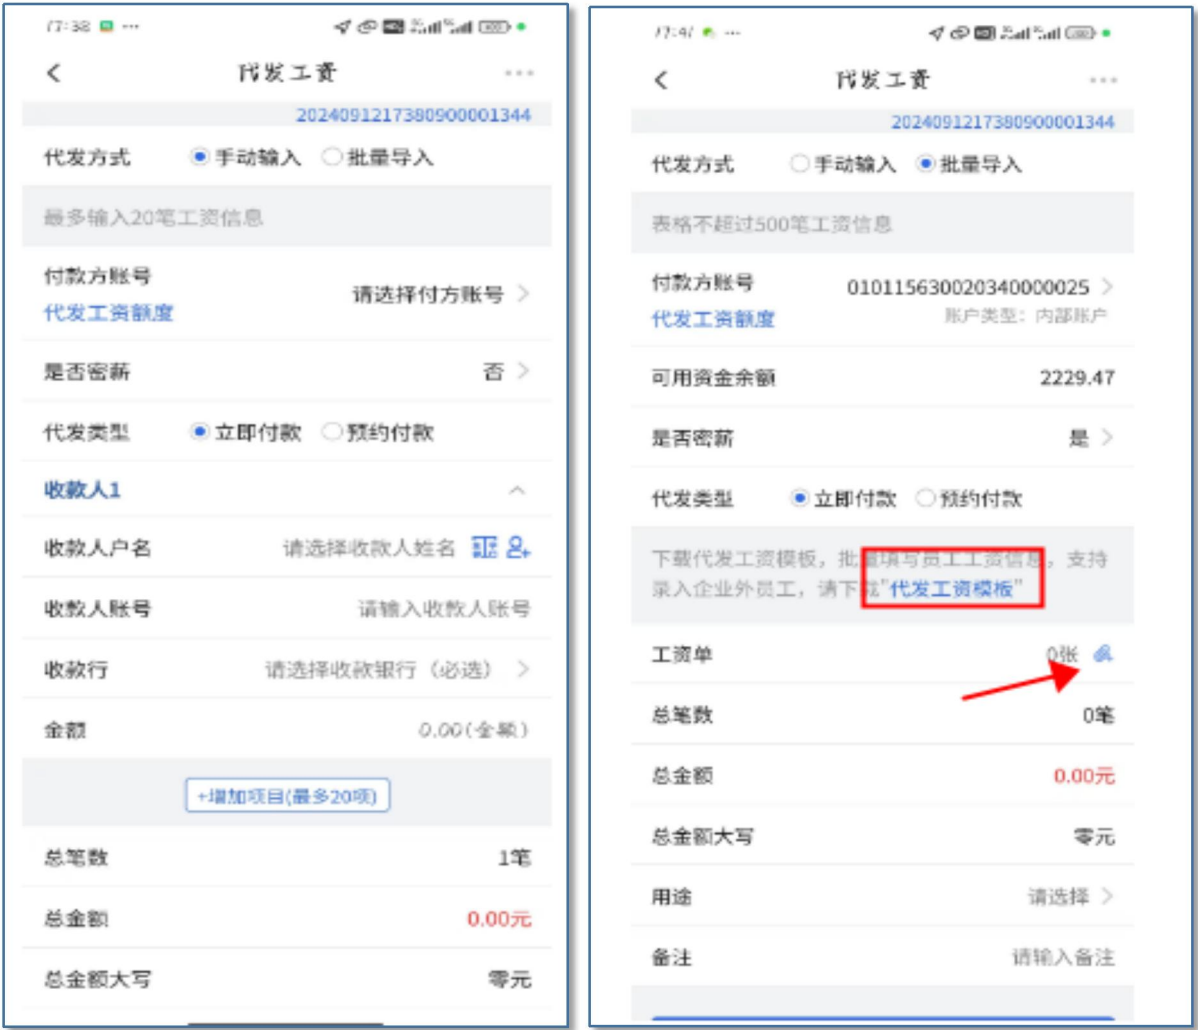 17:38
代发工资
2024091217380900001344
代发方式 手动输入 批量导入
最多输入20笔工资信息
付款方账号
请选择付方账号
代发工资额度
是否密薪 否
代发类型 立即付款 预约付款
收款人1
收款人户名 请选择收款人姓名
收款人账号 请输入收款人账号
收款行 请选择收款银行（必选）
金额 0.00(金额)
+增加项目(最多20项)
总笔数 1笔
总金额 0.00元
总金额大写 零元
17:47
代发工资
2024091217380900001344
代发方式 手动输入 批量导入
表格不超过500笔工资信息
付款方账号 010115630020340000025
代发工资额度 账户类型：内部账户
可用资金余额 2229.47
是否密薪 是
代发类型 立即付款 预约付款
下载代发工资模板，批量填写员工工资信息，支持
录入企业外员工，请下载"代发工资模板"
工资单 0张
总笔数 0笔
总金额 0.00元
总金额大写 零元
用途 请选择
备注 请输入备注